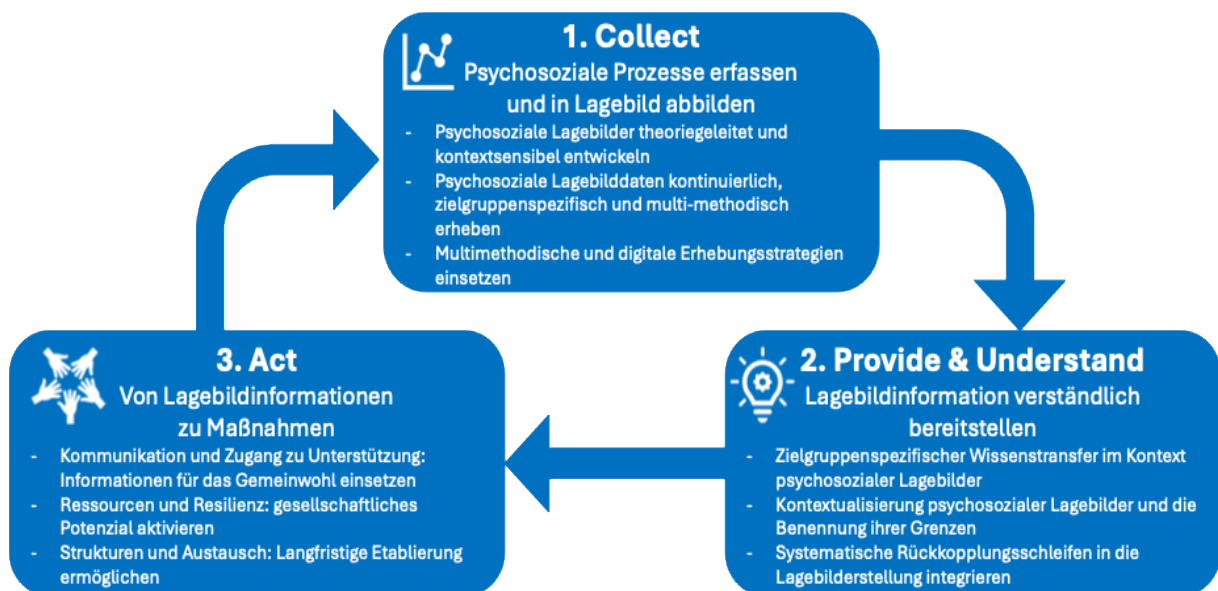 1. Collect
Psychosoziale Prozesse erfassen
und in Lagebild abbilden
- Psychosoziale Lagebilder theoriegeleitet und
kontextsensibel entwickeln
- Psychosoziale Lagebilddaten kontinuierlich,
zielgruppenspezifisch und multi-methodisch
erheben
- Multimethodische und digitale Erhebungsstrategien
einsetzen
2. Provide & Understand
Lagebildinformation verständlich
bereitstellen
- Zielgruppenspezifischer Wissenstransfer im Kontext
psychosozialer Lagebilder
- Kontextualisierung psychosozialer Lagebilder und die
Benennung ihrer Grenzen
- Systematische Rückkopplungsschleifen in die
Lagebilderstellung integrieren
3. Act
Von Lagebildinformationen
zu Maßnahmen
- Kommunikation und Zugang zu Unterstützung:
Informationen für das Gemeinwohl einsetzen
- Ressourcen und Resilienz: gesellschaftliches
Potenzial aktivieren
- Strukturen und Austausch: Langfristige Etablierung
ermöglichen